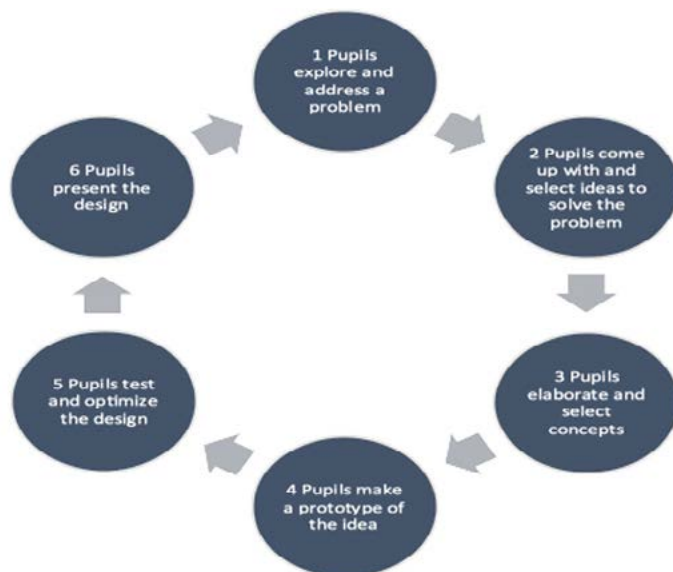 1 Pupils
explore and
address a
problem
2 Pupils come
up with and
select ideas to
solve the
problem
3 Pupils
elaborate and
select
concepts
4 Pupils make
a prototype of
the idea
5 Pupils test
and optimize
the design
6 Pupils
present the
design